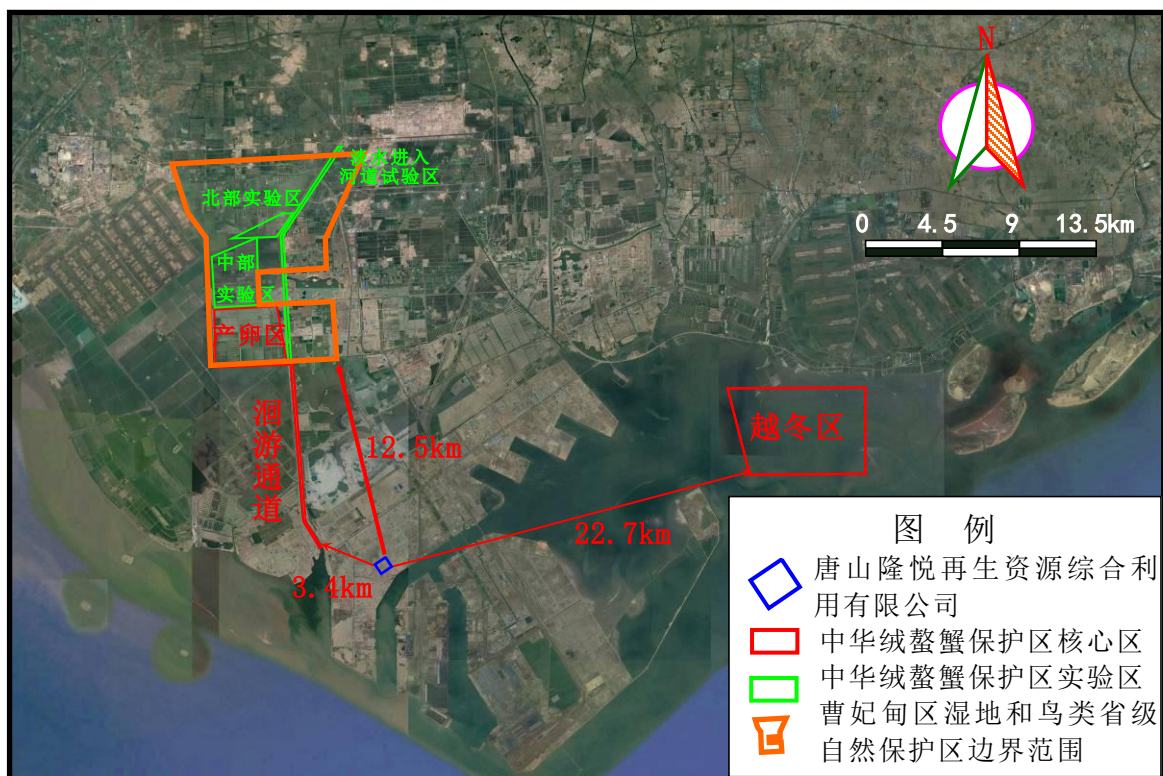 N
淡水进入
河道试验区
北部实验区
0 4.5 9 13.5km
中部
实验区
产卵区
洄游通道
12.5km
越冬区
22.7km
3.4km
图 例
唐山隆悦再生资源综合利
用有限公司
中华绒螯蟹保护区核心区
中华绒螯蟹保护区实验区
曹妃甸区湿地和鸟类省级
自然保护区边界范围